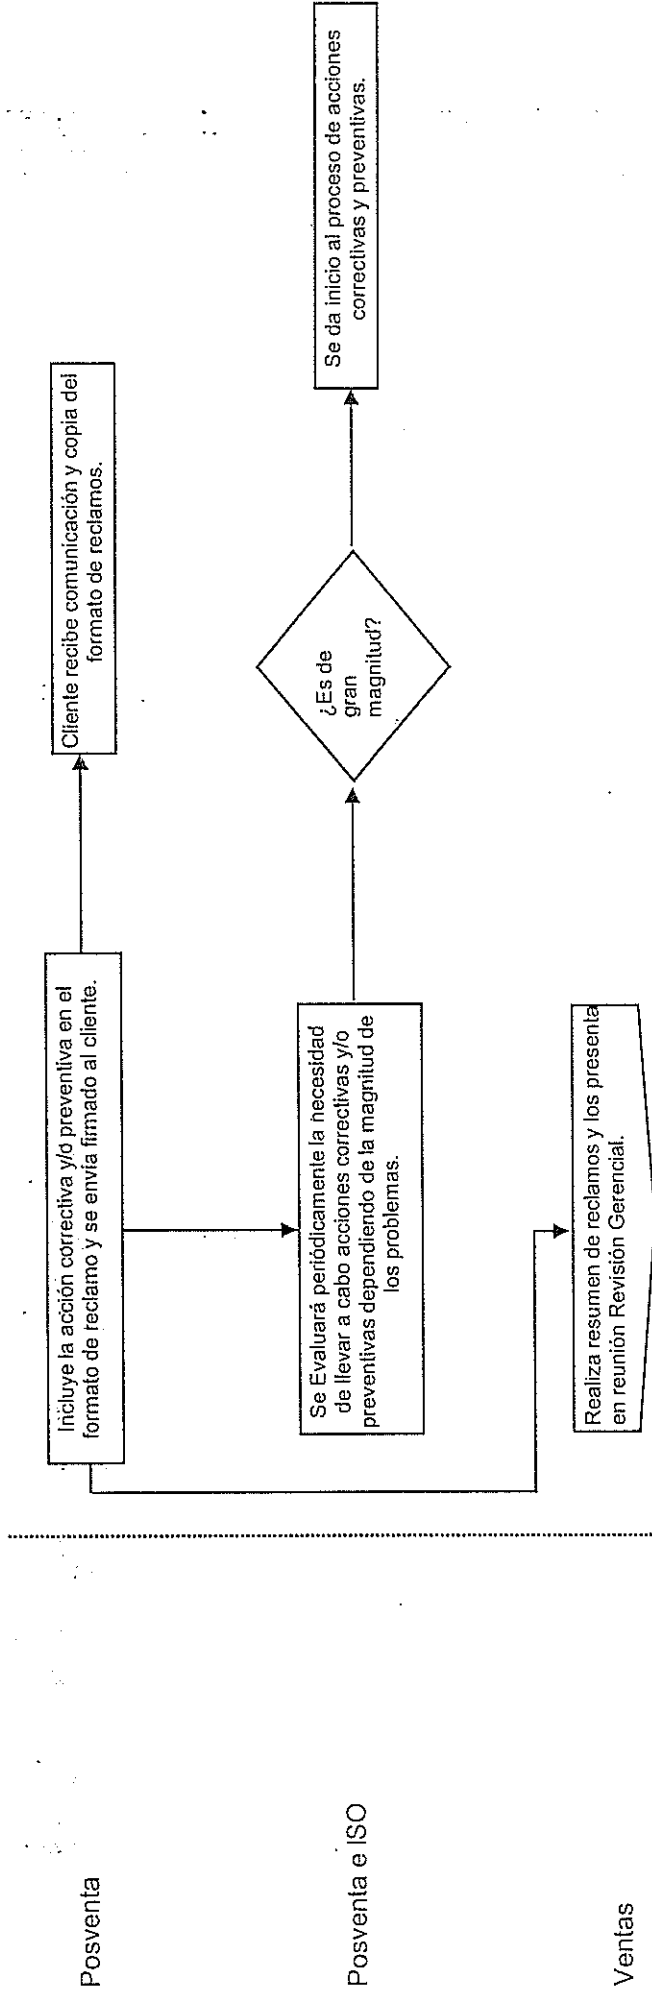 Posventa
Incluye la acción correctiva y/o preventiva en el
formato de reclamo y se envía firmado al cliente.
Cliente recibe comunicación y copia del
formato de reclamos.
Posventa e ISO
Se Evaluará periódicamente la necesidad
de llevar a cabo acciones correctivas y/o
preventivas dependiendo de la magnitud de
los problemas.
¿Es de
gran
magnitud?
Se da inicio al proceso de acciones
correctivas y preventivas.
Ventas
Realiza resumen de reclamos y los presenta
en reunión Revisión Gerencial.